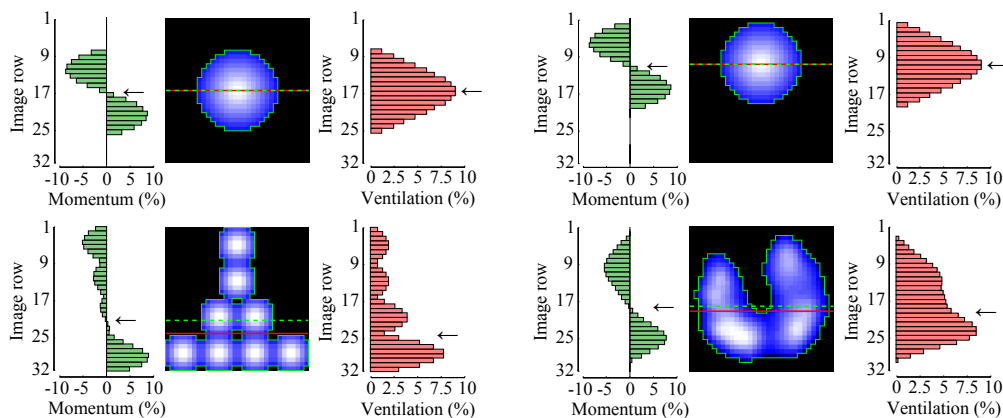 1 1 1 1
9 9 9 9
17 17 17 17
25 25 25 25
32 32 32 32
Image row Image row Image row Image row
-10 -5 0 5 10 0 2.5 5 7.5 10 -10 -5 0 5 10 0 2.5 5 7.5 10
Momentum (%) Ventilation (%) Momentum (%) Ventilation (%)
1 1 1 1
9 9 9 9
17 17 17 17
25 25 25 25
32 32 32 32
Image row Image row Image row Image row
-10 -5 0 5 10 0 2.5 5 7.5 10 -10 -5 0 5 10 0 2.5 5 7.5 10
Momentum (%) Ventilation (%) Momentum (%) Ventilation (%)